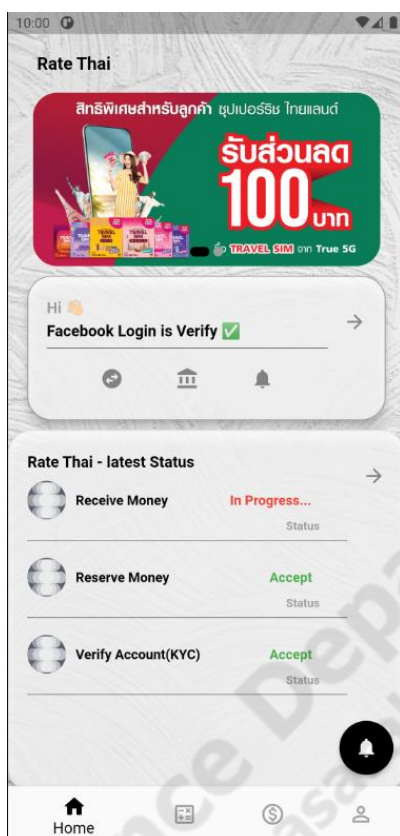 10:00
Rate Thai
สิทธิพิเศษสำหรับลูกค้า ซุปเปอร์ริช ไทยแลนด์
รับส่วนลด
100 บาท
TRAVEL SIM จาก True 5G
Hi 👋🏻
Facebook Login is Verify ✅
Rate Thai - latest Status
Receive Money In Progress...
Status
Reserve Money Accept
Status
Verify Account(KYC) Accept
Status
Home